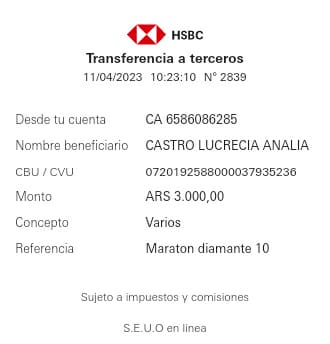 HSBC
Transferencia a terceros
11/04/2023 10:23:10 N° 2839
Desde tu cuenta CA 6586086285
Nombre beneficiario CASTRO LUCRECIA ANALIA
CBU / CVU 0720192588000037935236
Monto ARS 3.000,00
Concepto Varios
Referencia Maraton diamante 10
Sujeto a impuestos y comisiones
S.E.U.O en línea